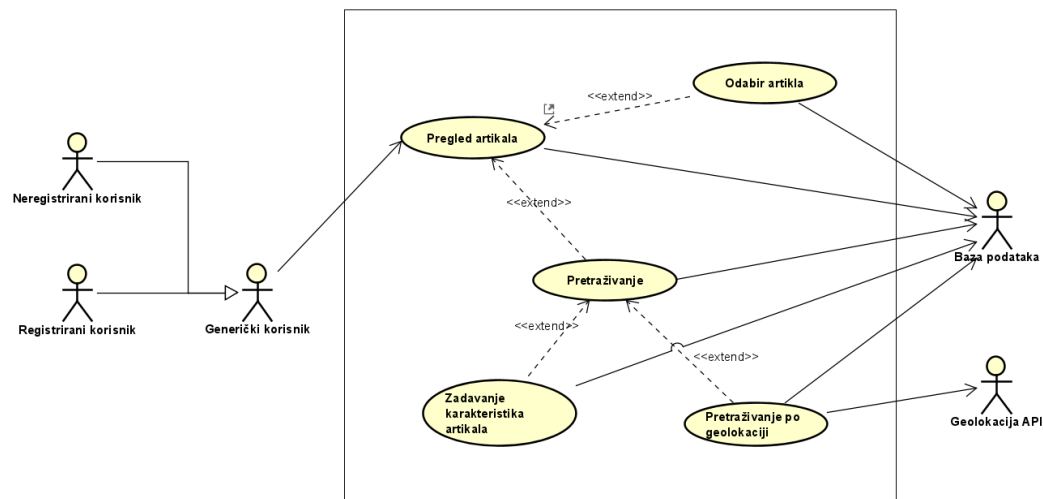 Odabir artikla
<<extend>>
Pregled artikala
Neregistrirani korisnik
<<extend>>
Baza podataka
Pretraživanje
Registrirani korisnik
Generički korisnik
<<extend>>
<<extend>>
Zadavanje
karakteristika
artikala
Pretraživanje po
geolokaciji
Geolokacija API